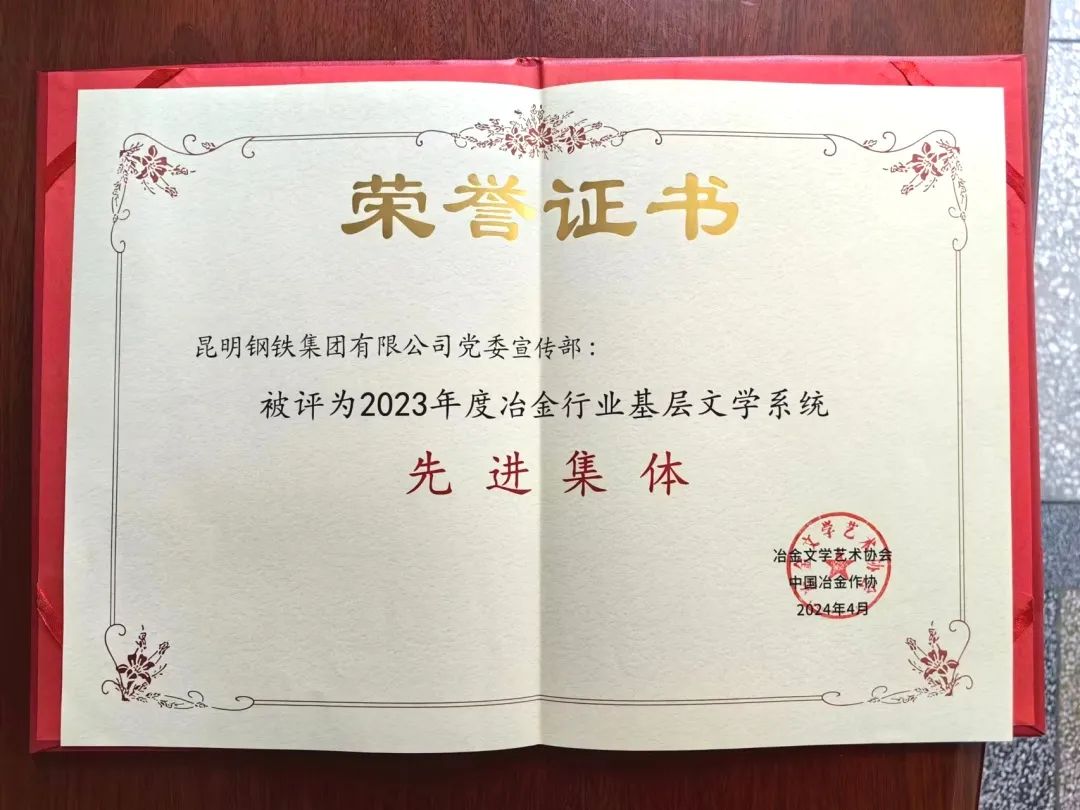 荣誉证书
昆明钢铁集团有限公司党委宣传部：
被评为2023年度冶金行业基层文学系统
先进集体
冶金文学艺术协会
中国冶金作协
2024年4月